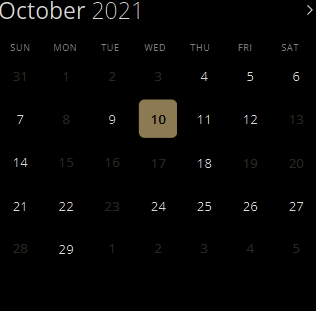 October 2021
SUN MON TUE WED THU FRI SAT
31 1 2 3 4 5 6
7 8 9 10 11 12 13
14 15 16 17 18 19 20
21 22 23 24 25 26 27
28 29 1 2 3 4 5